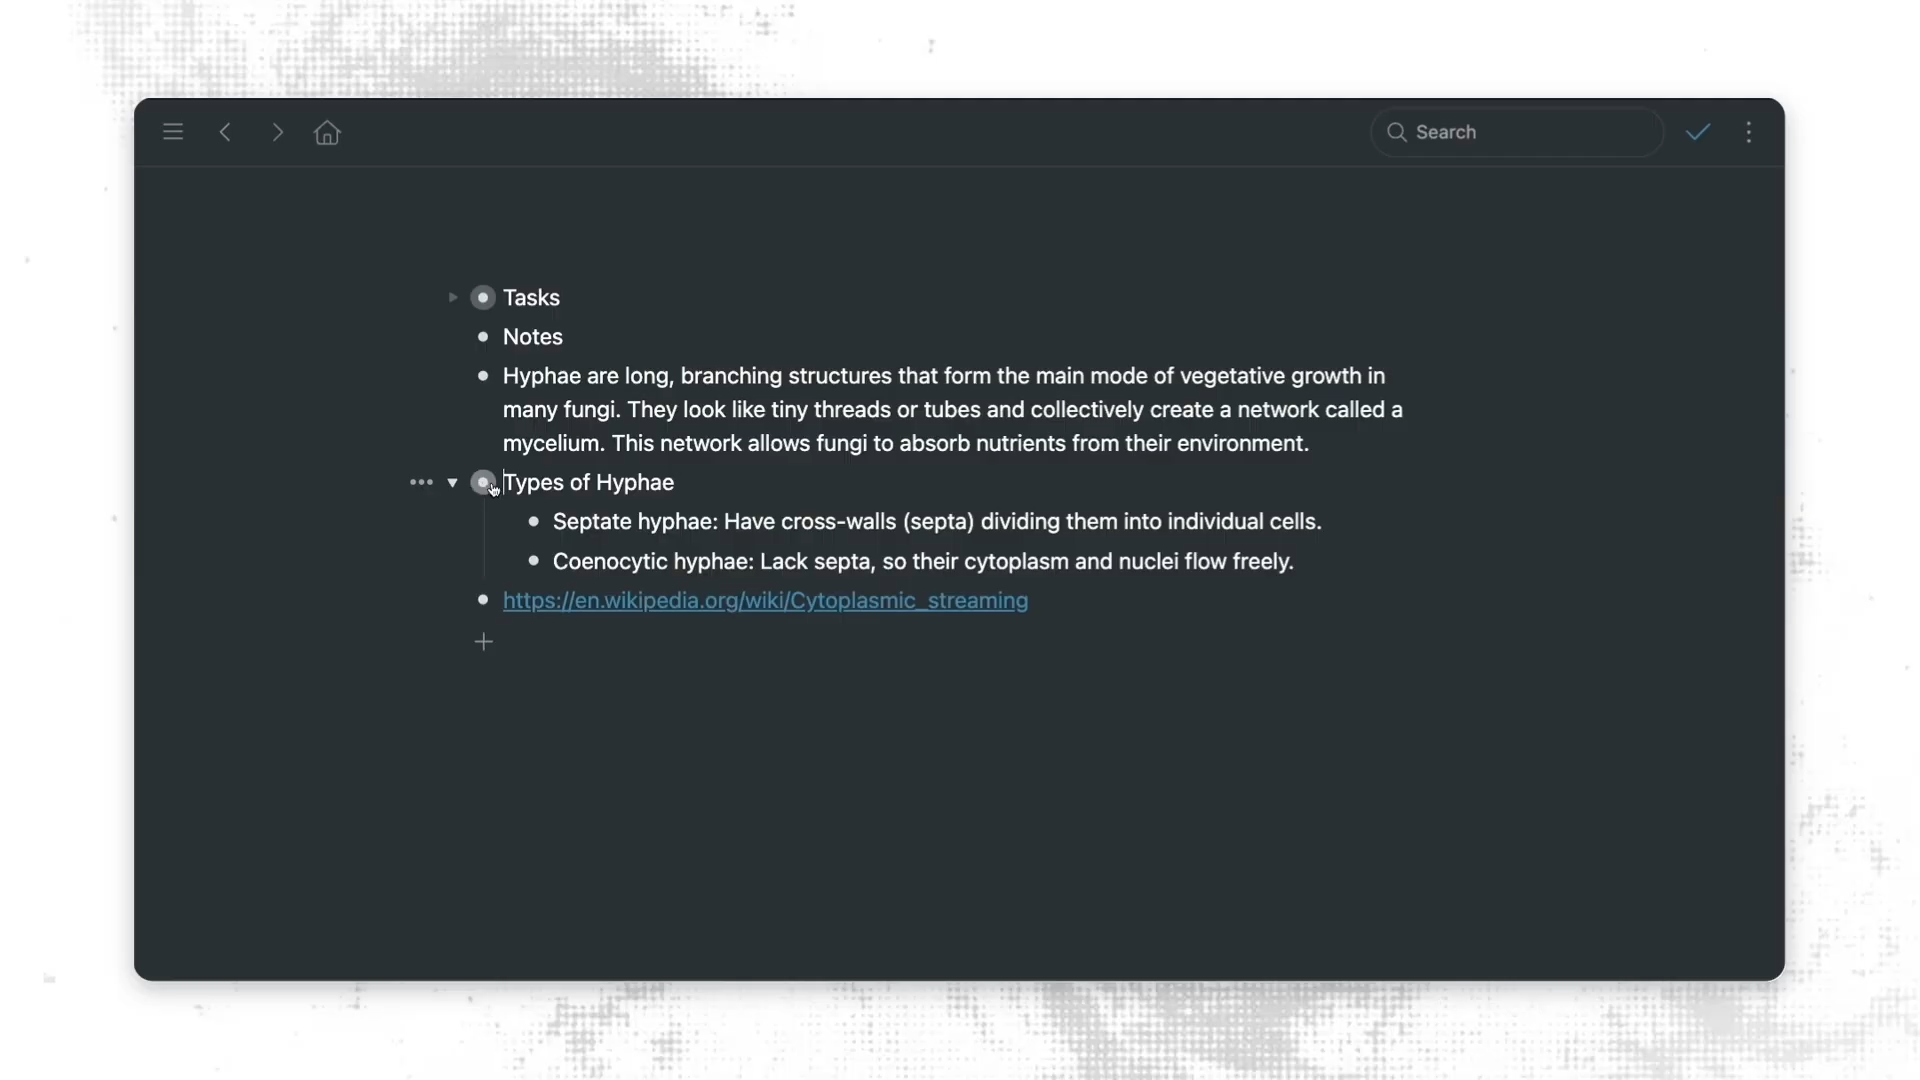 Search
Tasks
Notes
Hyphae are long, branching structures that form the main mode of vegetative growth in
many fungi. They look like tiny threads or tubes and collectively create a network called a
mycelium. This network allows fungi to absorb nutrients from their environment.
Types of Hyphae
Septate hyphae: Have cross-walls (septa) dividing them into individual cells.
Coenocytic hyphae: Lack septa, so their cytoplasm and nuclei flow freely.
https://en.wikipedia.org/wiki/Cytoplasmic_streaming